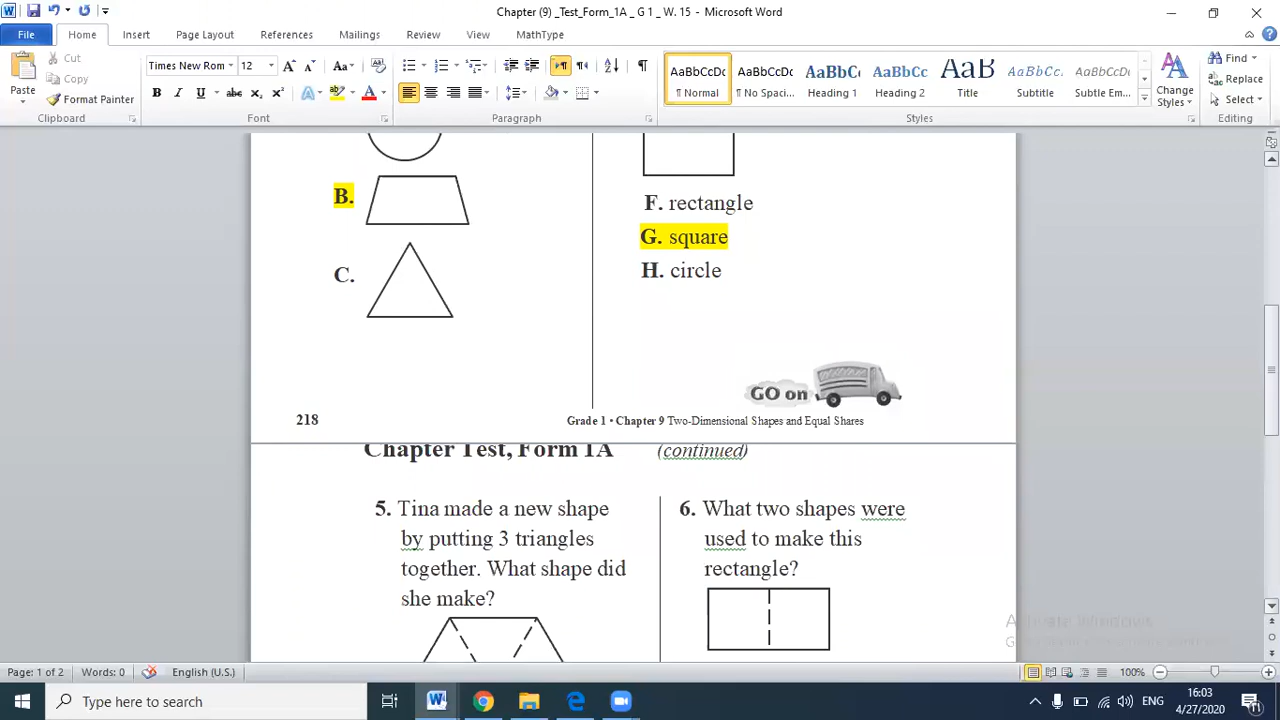 Chapter (9) _Test_Form_1A _ G 1 _ W. 15 - Microsoft Word
File Home Insert Page Layout References Mailings Review View MathType
Paste
Cut
Copy
Format Painter
Clipboard
Times New Rom 12
Font
Paragraph
AaBbCcDc AaBbCcDc AaBbC AaBbCc AaB AaBbCc. AaBbCcDc
¶ Normal ¶ No Spaci... Heading 1 Heading 2 Title Subtitle Subtle Em...
Styles
Change
Styles
Find
Replace
Select
Editing
B.
C.
F. rectangle
G. square
H. circle
GO on
218 Grade 1 • Chapter 9 Two-Dimensional Shapes and Equal Shares
Chapter Test, Form 1A (continued)
5. Tina made a new shape
by putting 3 triangles
together. What shape did
she make?
6. What two shapes were
used to make this
rectangle?
Activate Windows
Page: 1 of 2 Words: 0 English (U.S.) 100%
Type here to search
ENG
16:03
4/27/2020